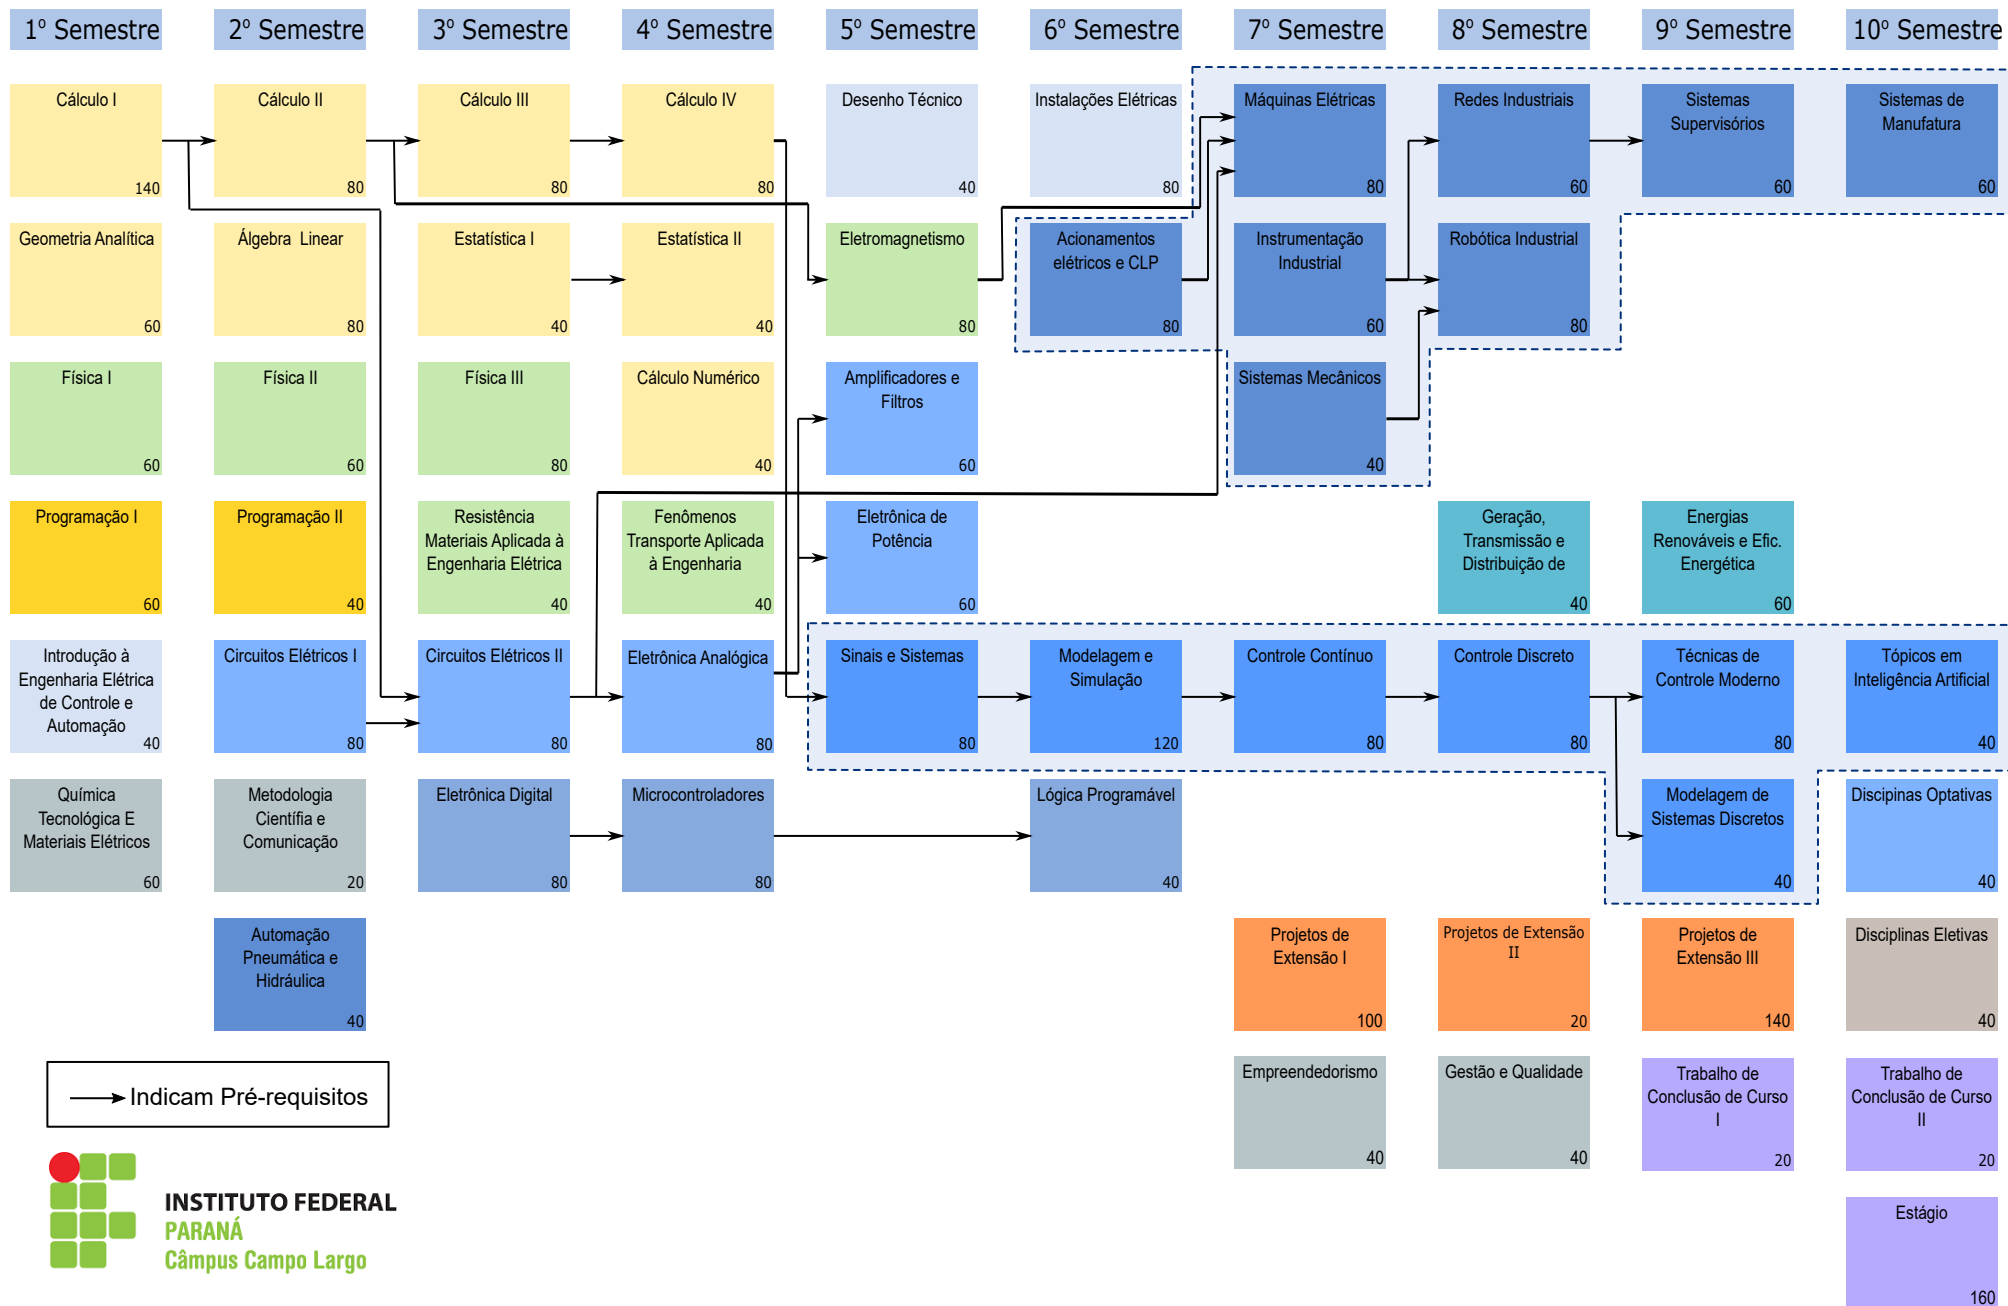 1º Semestre
2º Semestre
3º Semestre
4º Semestre
5º Semestre
6º Semestre
7º Semestre
8º Semestre
9º Semestre
10º Semestre
Cálculo I
140
Cálculo II
80
Cálculo III
80
Cálculo IV
80
Desenho Técnico
40
Instalações Elétricas
80
Máquinas Elétricas
80
Redes Industriais
60
Sistemas
Supervisórios
60
Sistemas de
Manufatura
60
Geometria Analítica
60
Álgebra Linear
80
Estatística I
40
Estatística II
40
Eletromagnetismo
80
Acionamentos
elétricos e CLP
80
Instrumentação
Industrial
60
Robótica Industrial
80
Física I
60
Física II
60
Física III
80
Cálculo Numérico
40
Amplificadores e
Filtros
60
Sistemas Mecânicos
40
Programação I
60
Programação II
40
Resistência
Materiais Aplicada à
Engenharia Elétrica
40
Fenômenos
Transporte Aplicada
à Engenharia
40
Eletrônica de
Potência
60
Geração,
Transmissão e
Distribuição de
40
Energias
Renováveis e Efic.
Energética
60
Introdução à
Engenharia Elétrica
de Controle e
Automação
40
Circuitos Elétricos I
80
Circuitos Elétricos II
80
Eletrônica Analógica
80
Sinais e Sistemas
80
Modelagem e
Simulação
120
Controle Contínuo
80
Controle Discreto
80
Técnicas de
Controle Moderno
80
Tópicos em
Inteligência Artificial
40
Química
Tecnológica E
Materiais Elétricos
60
Metodologia
Científia e
Comunicação
20
Eletrônica Digital
80
Microcontroladores
80
Lógica Programável
40
Modelagem de
Sistemas Discretos
40
Discipinas Optativas
40
Automação
Pneumática e
Hidráulica
40
Projetos de
Extensão I
100
Projetos de Extensão
II
20
Projetos de
Extensão III
140
Disciplinas Eletivas
40
Empreendedorismo
40
Gestão e Qualidade
40
Trabalho de
Conclusão de Curso
I
20
Trabalho de
Conclusão de Curso
II
20
Estágio
160
Indicam Pré-requisitos
INSTITUTO FEDERAL
PARANÁ
Câmpus Campo Largo